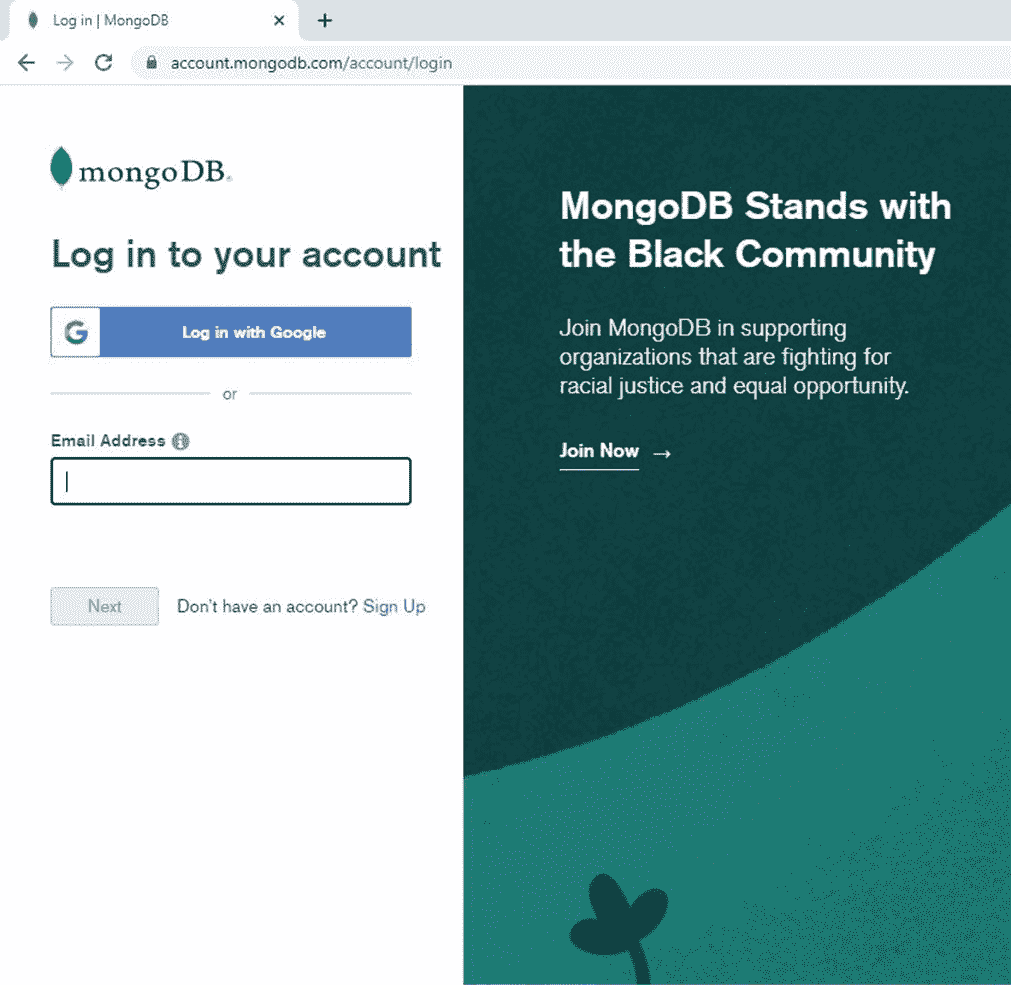 Log in | MongoDB
account.mongodb.com/account/login
mongoDB
Log in to your account
G
Log in with Google
or
Email Address
Next
Don't have an account? Sign Up
MongoDB Stands with
the Black Community
Join MongoDB in supporting
organizations that are fighting for
racial justice and equal opportunity.
Join Now →